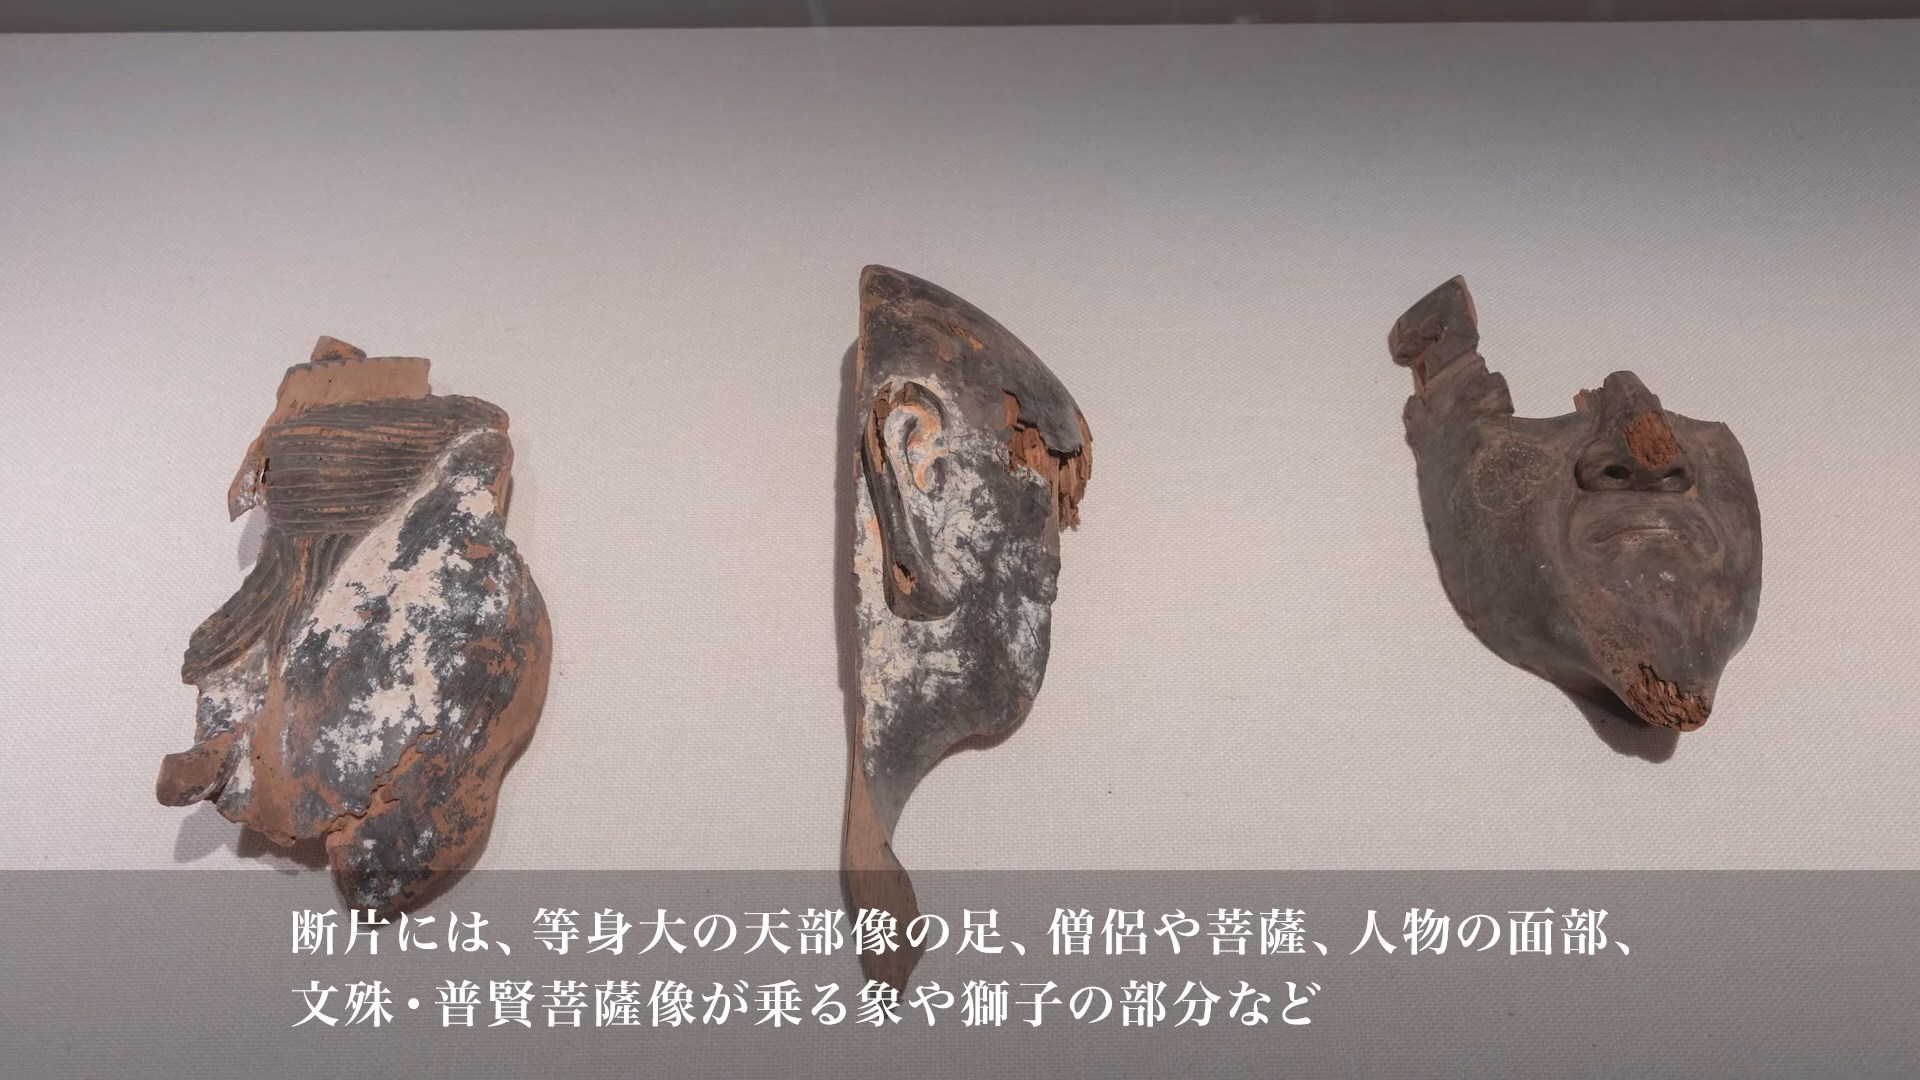 断片には、等身大の天部像の足、僧侶や菩薩、人物の面部、
文殊・普賢菩薩像が乗る象や獅子の部分など